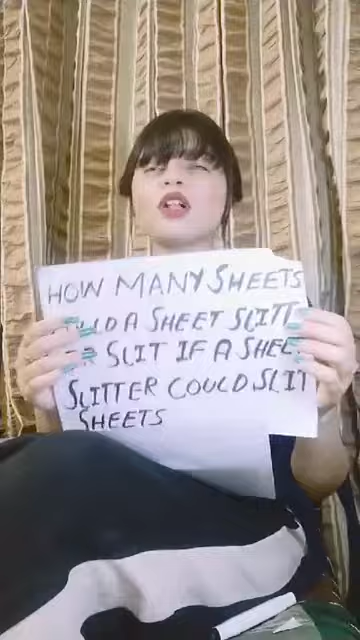 HOW MANY SHEETS
A SHEET
SLIT IF A
SLITTER COULD SLIT
SHEETS